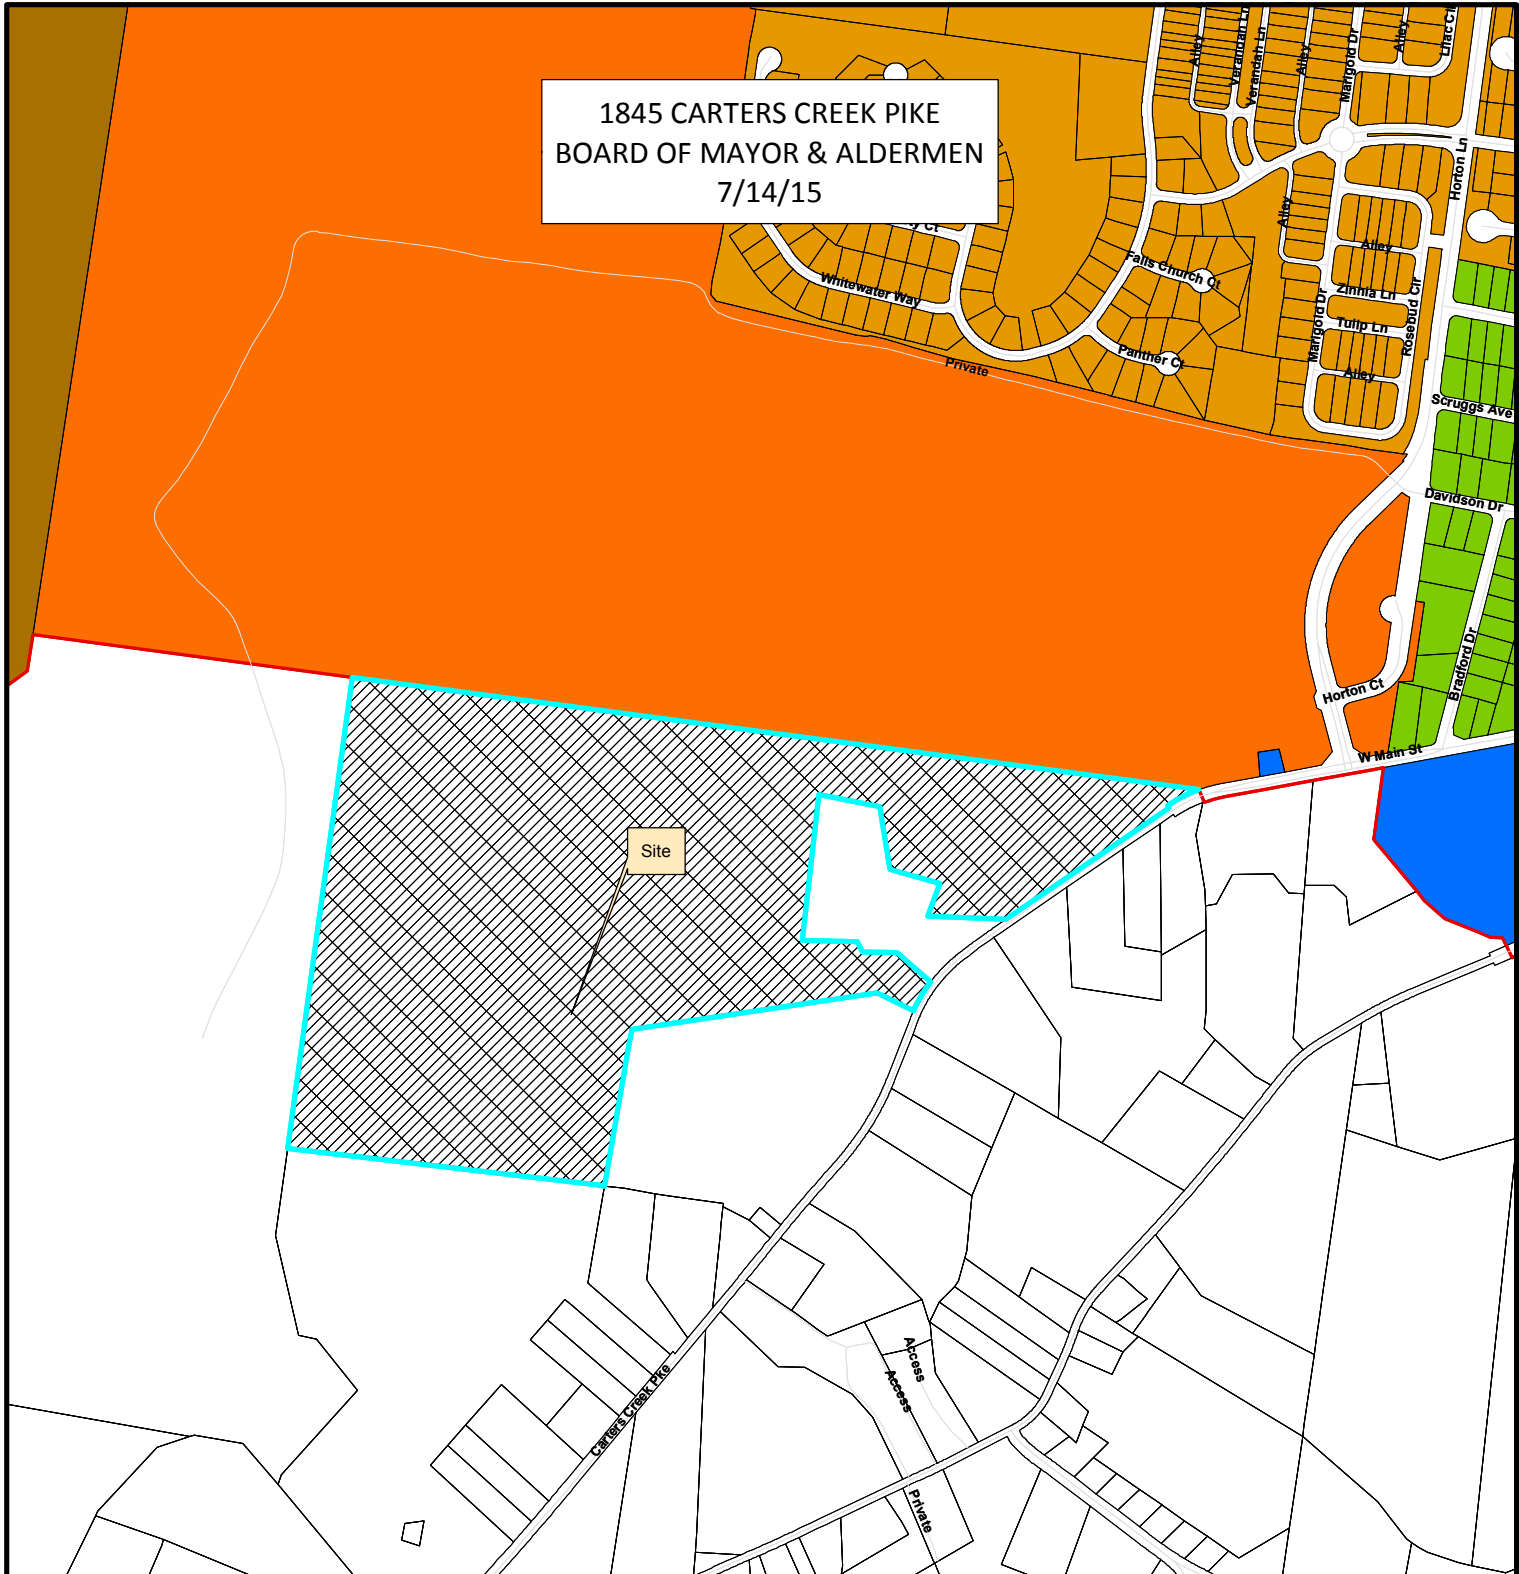 1845 CARTERS CREEK PIKE
BOARD OF MAYOR & ALDERMEN
7/14/15
Alley
Verandah Ln
Verandah Ln
Alley
Marigold Dr
Alley
Lilac Cir
Horton Ln
Alley
Alley
Falls Church Ct
Whitewater Way
Zinnia Ln
Marigold Dr
Tulip Ln
Rosebud Cir
Panther Ct
Private
Alley
Scruggs Ave
Davidson Dr
Bradford Dr
Horton Ct
W Main St
Site
Carters Creek Pke
Access
Access
Private